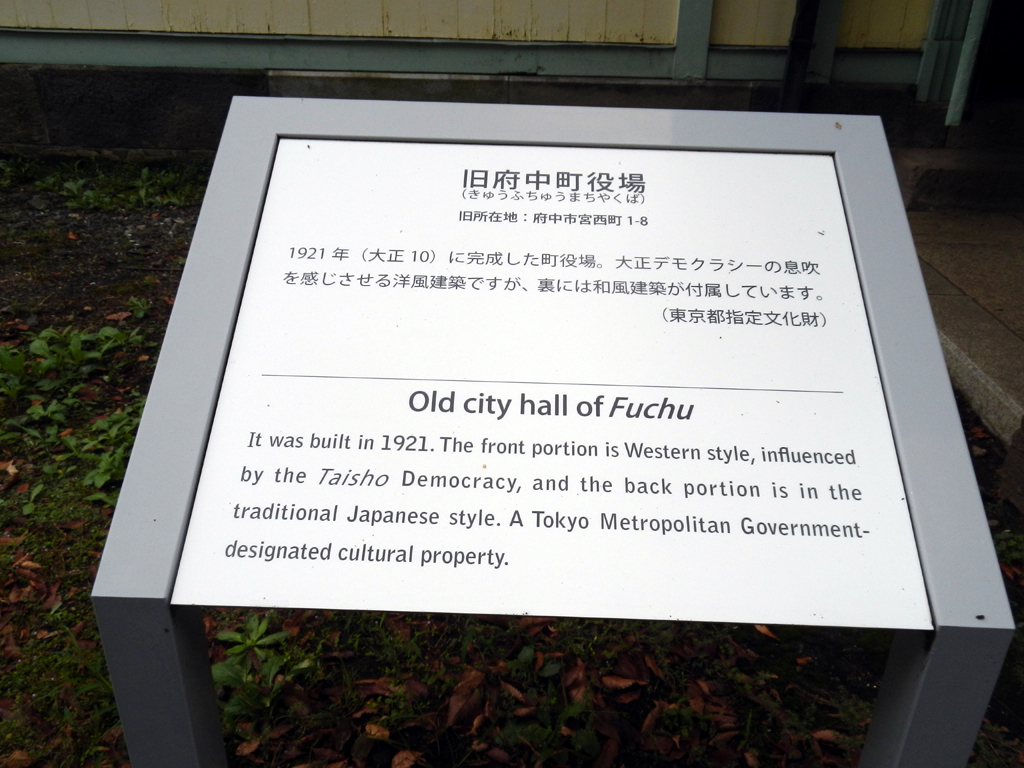 旧府中町役場
（きゅうふちゅうまちやくば）
旧所在地：府中市宮西町 1-8
1921 年（大正 10）に完成した町役場。大正デモクラシーの息吹
を感じさせる洋風建築ですが、裏には和風建築が付属しています。
（東京都指定文化財）
Old city hall of Fuchu
It was built in 1921. The front portion is Western style, influenced
by the Taisho Democracy, and the back portion is in the
traditional Japanese style. A Tokyo Metropolitan Government-
designated cultural property.